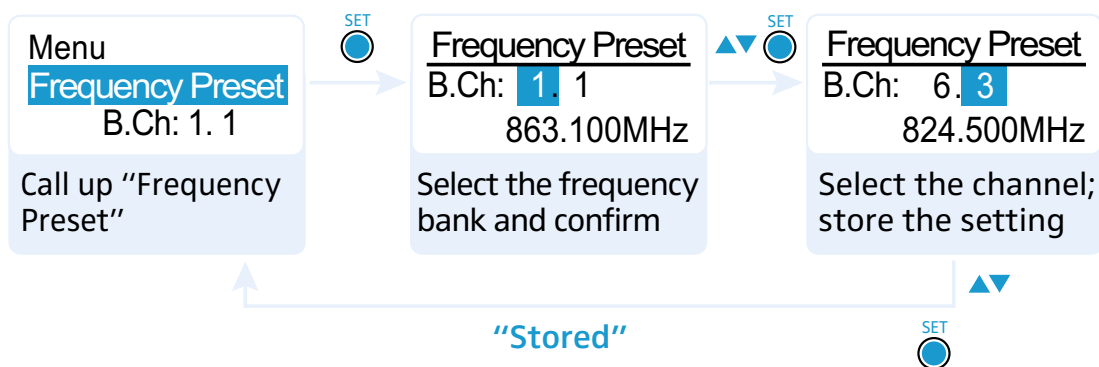 Menu
Frequency Preset
B.Ch: 1. 1
Call up "Frequency
Preset"
SET
Frequency Preset
B.Ch: 1. 1
863.100MHz
Select the frequency
bank and confirm
SET
Frequency Preset
B.Ch: 6. 3
824.500MHz
Select the channel;
store the setting
"Stored"
SET